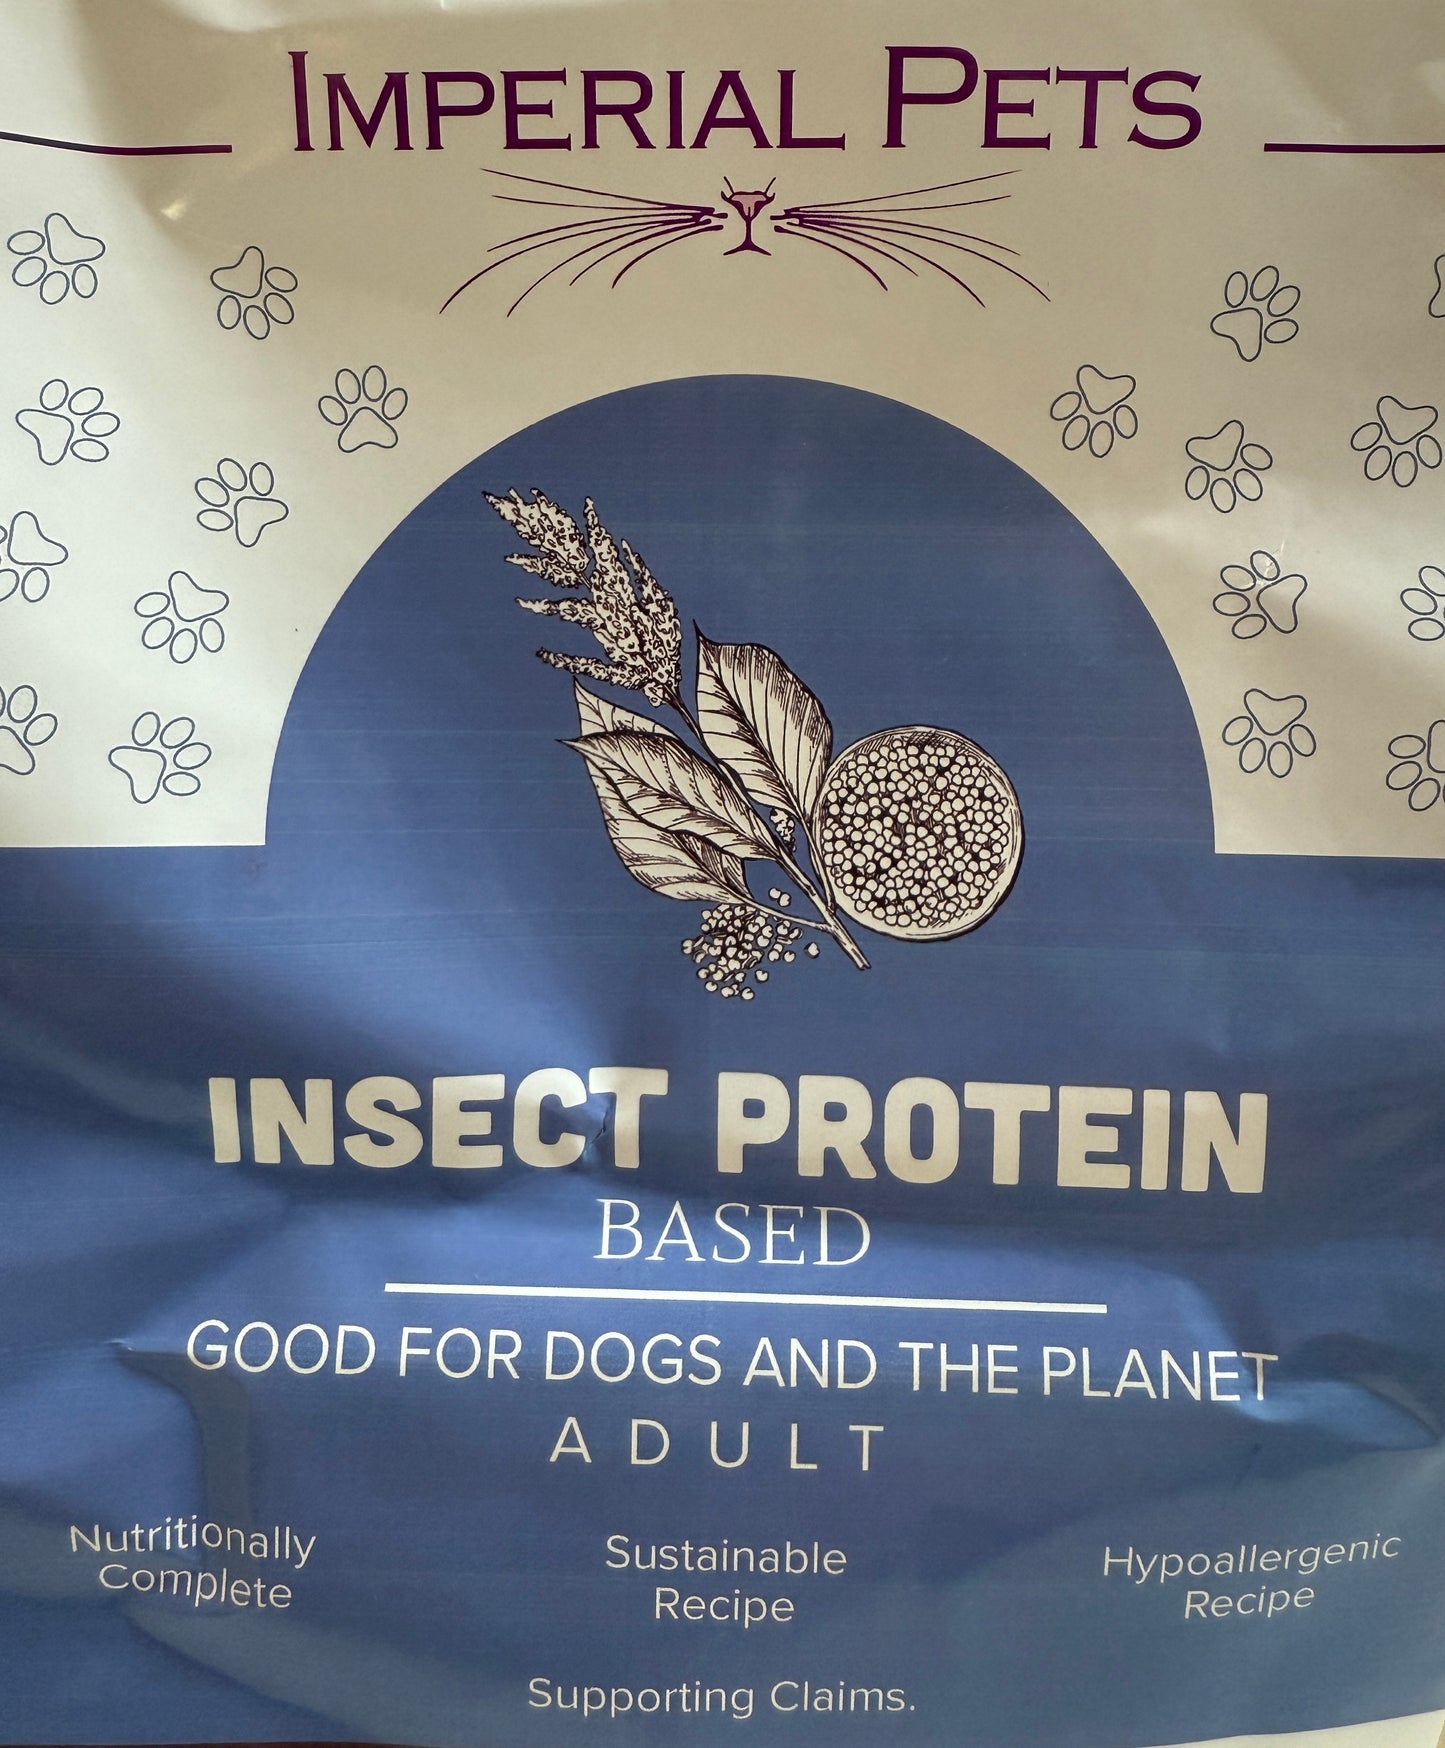 IMPERIAL PETS
INSECT PROTEIN
BASED
GOOD FOR DOGS AND THE PLANET
ADULT
Nutritionally
Complete
Sustainable
Recipe
Hypoallergenic
Recipe
Supporting Claims.